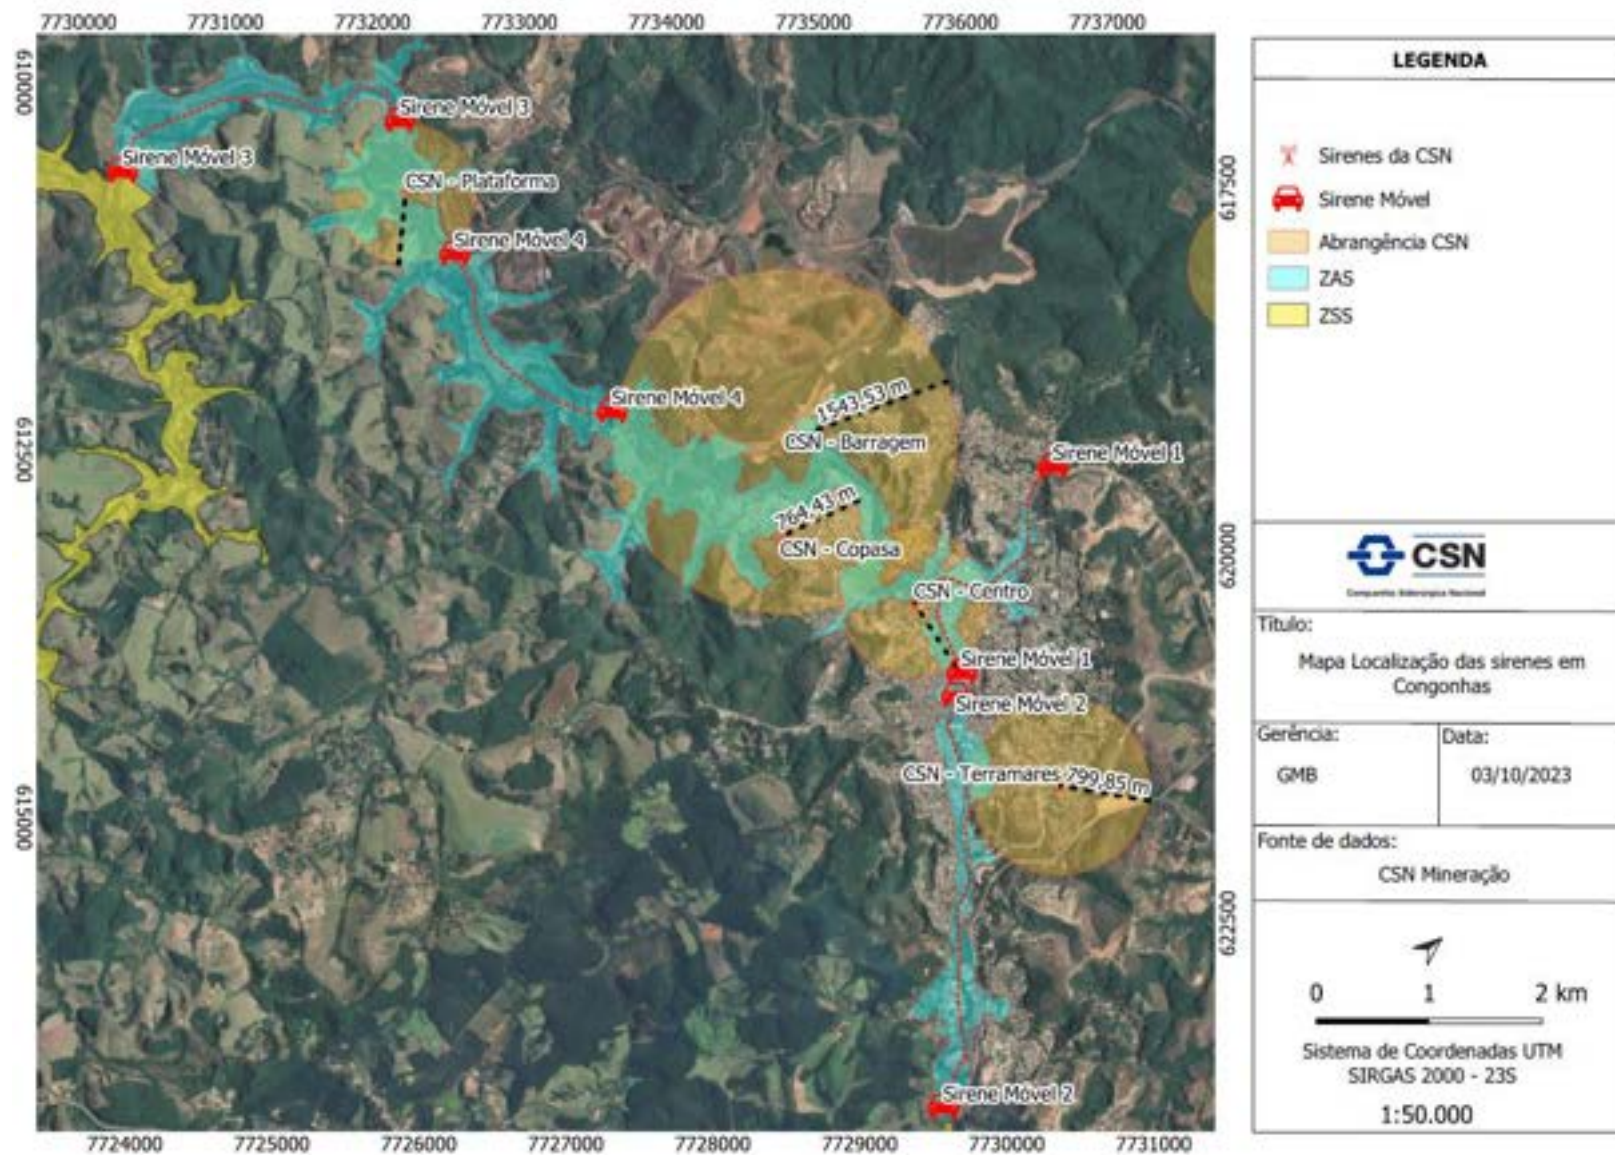 7730000 7731000 7732000 7733000 7734000 7735000 7736000 7737000
610000
612500
615000
617500
620000
622500
Sirene Móvel 3
Sirene Móvel 3
CSN - Plataforma
Sirene Móvel 4
Sirene Móvel 4
1543,53 m
CSN - Barragem
Sirene Móvel 1
764,43 m
CSN - Copasa
CSN - Centro
Sirene Móvel 1
Sirene Móvel 2
CSN - Terramares 799,85 m
Sirene Móvel 2
7724000 7725000 7726000 7727000 7728000 7729000 7730000 7731000
LEGENDA
Sirenes da CSN
Sirene Móvel
Abrangência CSN
ZAS
ZSS
CSN
Companhia Siderúrgica Nacional
Título:
Mapa Localização das sirenes em
Congonhas
Gerência:
GMB
Data:
03/10/2023
Fonte de dados:
CSN Mineração
0 1 2 km
Sistema de Coordenadas UTM
SIRGAS 2000 - 23S
1:50.000